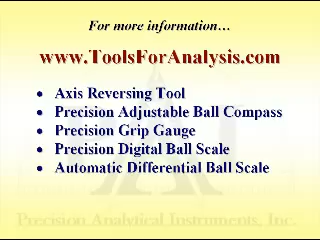 For more information…
www.ToolsForAnalysis.com
• Axis Reversing Tool
• Precision Adjustable Ball Compass
• Precision Grip Gauge
• Precision Digital Ball Scale
• Automatic Differential Ball Scale
Precision Analytical Instruments, Inc.